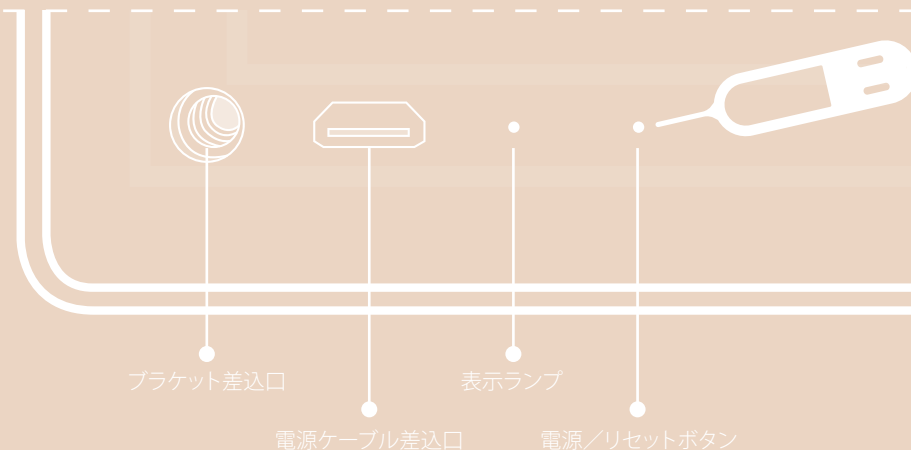 ブラケット差込口
表示ランプ
電源ケーブル差込口
電源／リセットボタン